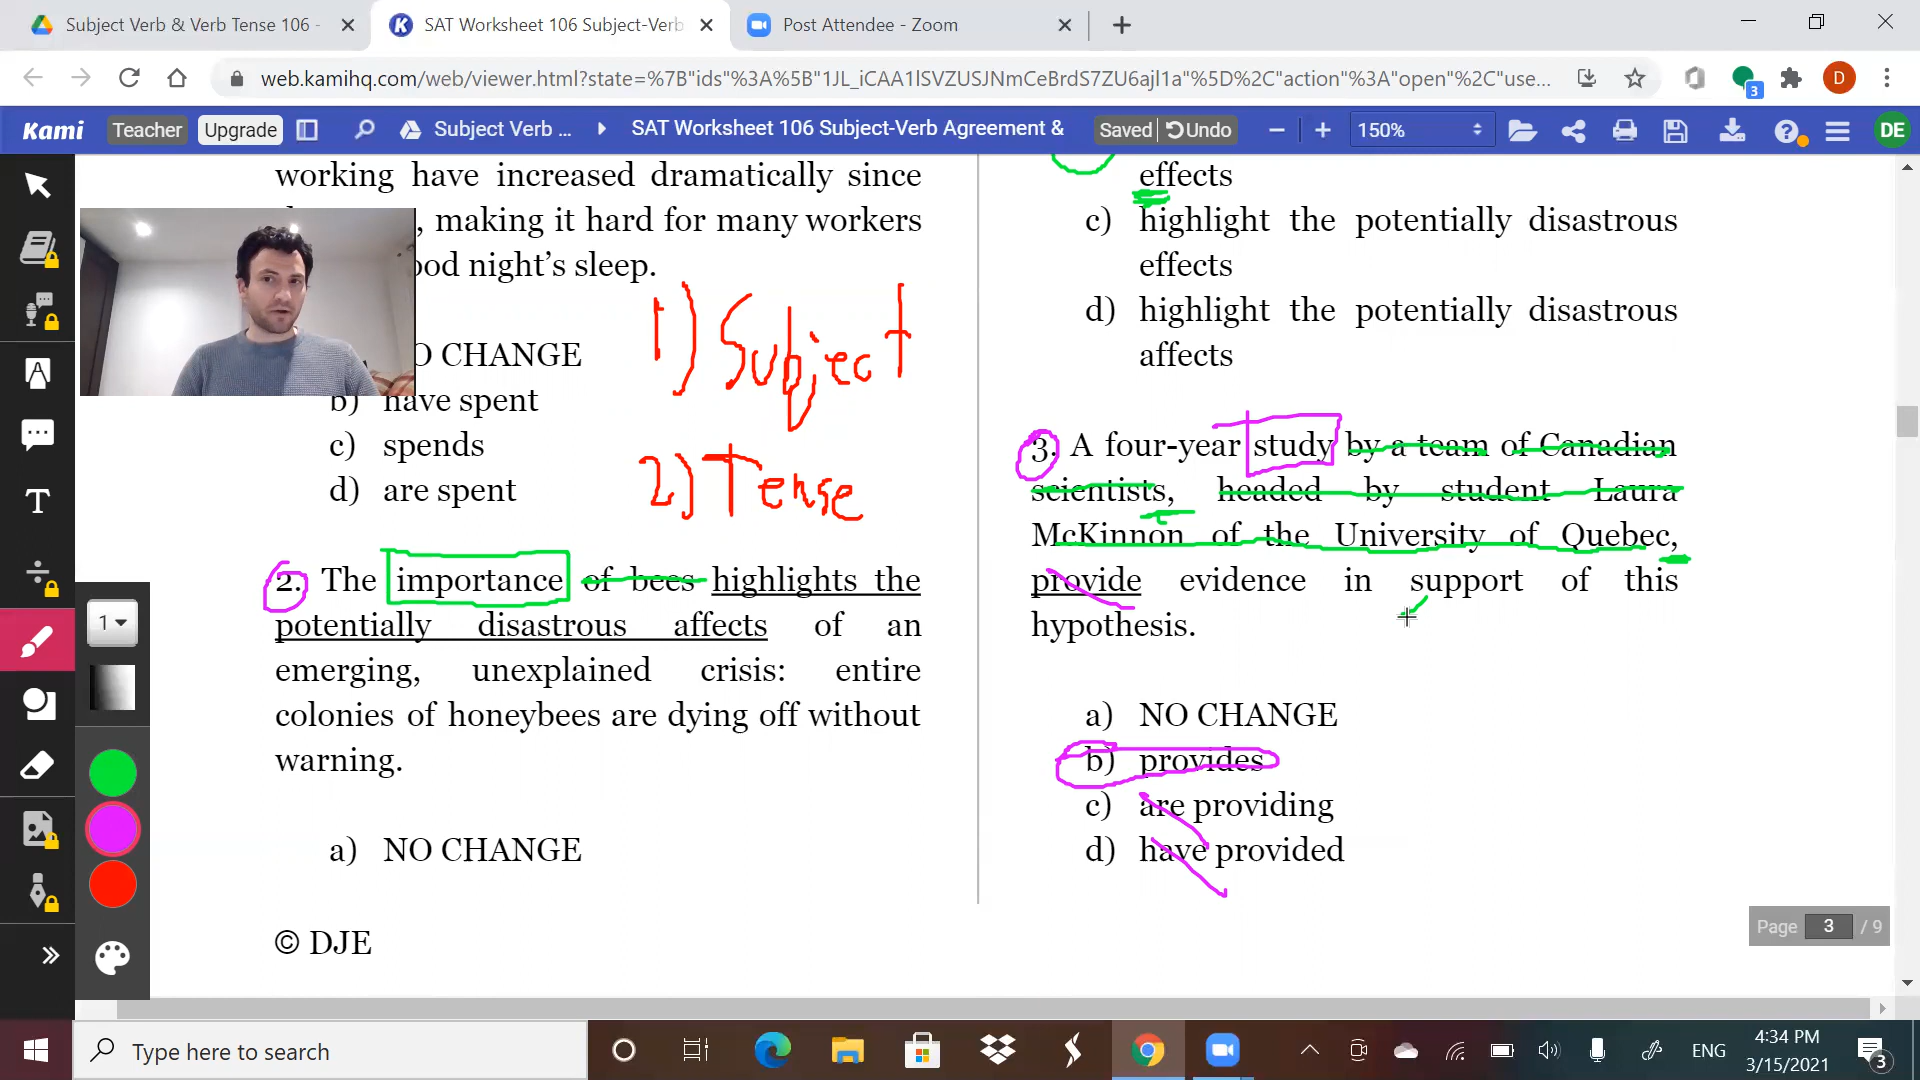 Subject Verb & Verb Tense 106 -
SAT Worksheet 106 Subject-Verb
Post Attendee - Zoom
web.kamihq.com/web/viewer.html?state=%7B"ids"%3A%5B"1JL_iCAA1lSVZUSJNmCeBrdS7ZU6ajl1a"%5D%2C"action"%3A"open"%2C"use...
3
D
Kami
Teacher
Upgrade
Subject Verb ...
SAT Worksheet 106 Subject-Verb Agreement &
Saved
Undo
150%
DE
working have increased dramatically since
, making it hard for many workers
ood night's sleep.
O CHANGE
b) have spent
c) spends
d) are spent
1) Subject
2) Tense
2. The importance of bees highlights the
potentially disastrous affects of an
emerging, unexplained crisis: entire
colonies of honeybees are dying off without
warning.
a) NO CHANGE
© DJE
effects
c) highlight the potentially disastrous
effects
d) highlight the potentially disastrous
affects
3. A four-year study by a team of Canadian
scientists, headed by student Laura
McKinnon of the University of Quebec,
provide evidence in support of this
hypothesis.
a) NO CHANGE
b) provides
c) are providing
d) have provided
1
T
Page 3 / 9
Type here to search
ENG
4:34 PM
3/15/2021
3